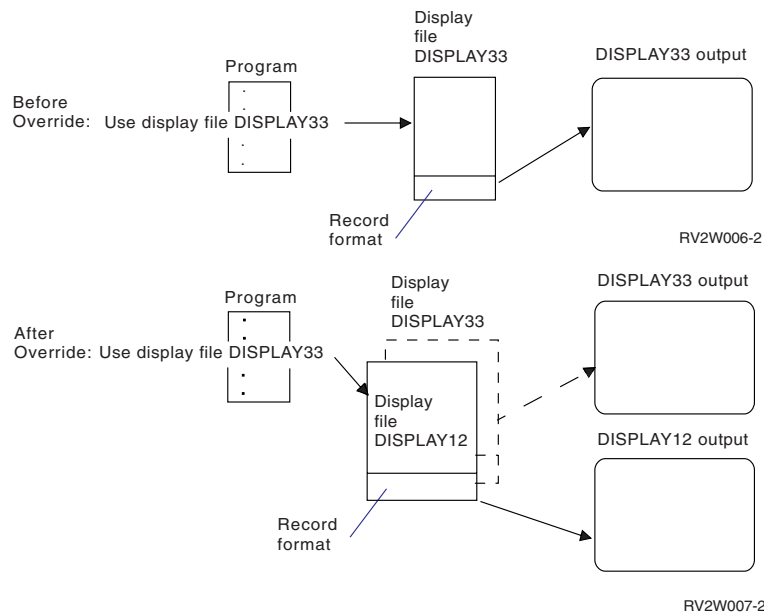 Display
file
DISPLAY33
DISPLAY33 output
Program
Before
Override: Use display file DISPLAY33
Record
format
RV2W006-2
Display
file
DISPLAY33
DISPLAY33 output
Program
After
Override: Use display file DISPLAY33
Display
file
DISPLAY12
DISPLAY12 output
Record
format
RV2W007-2